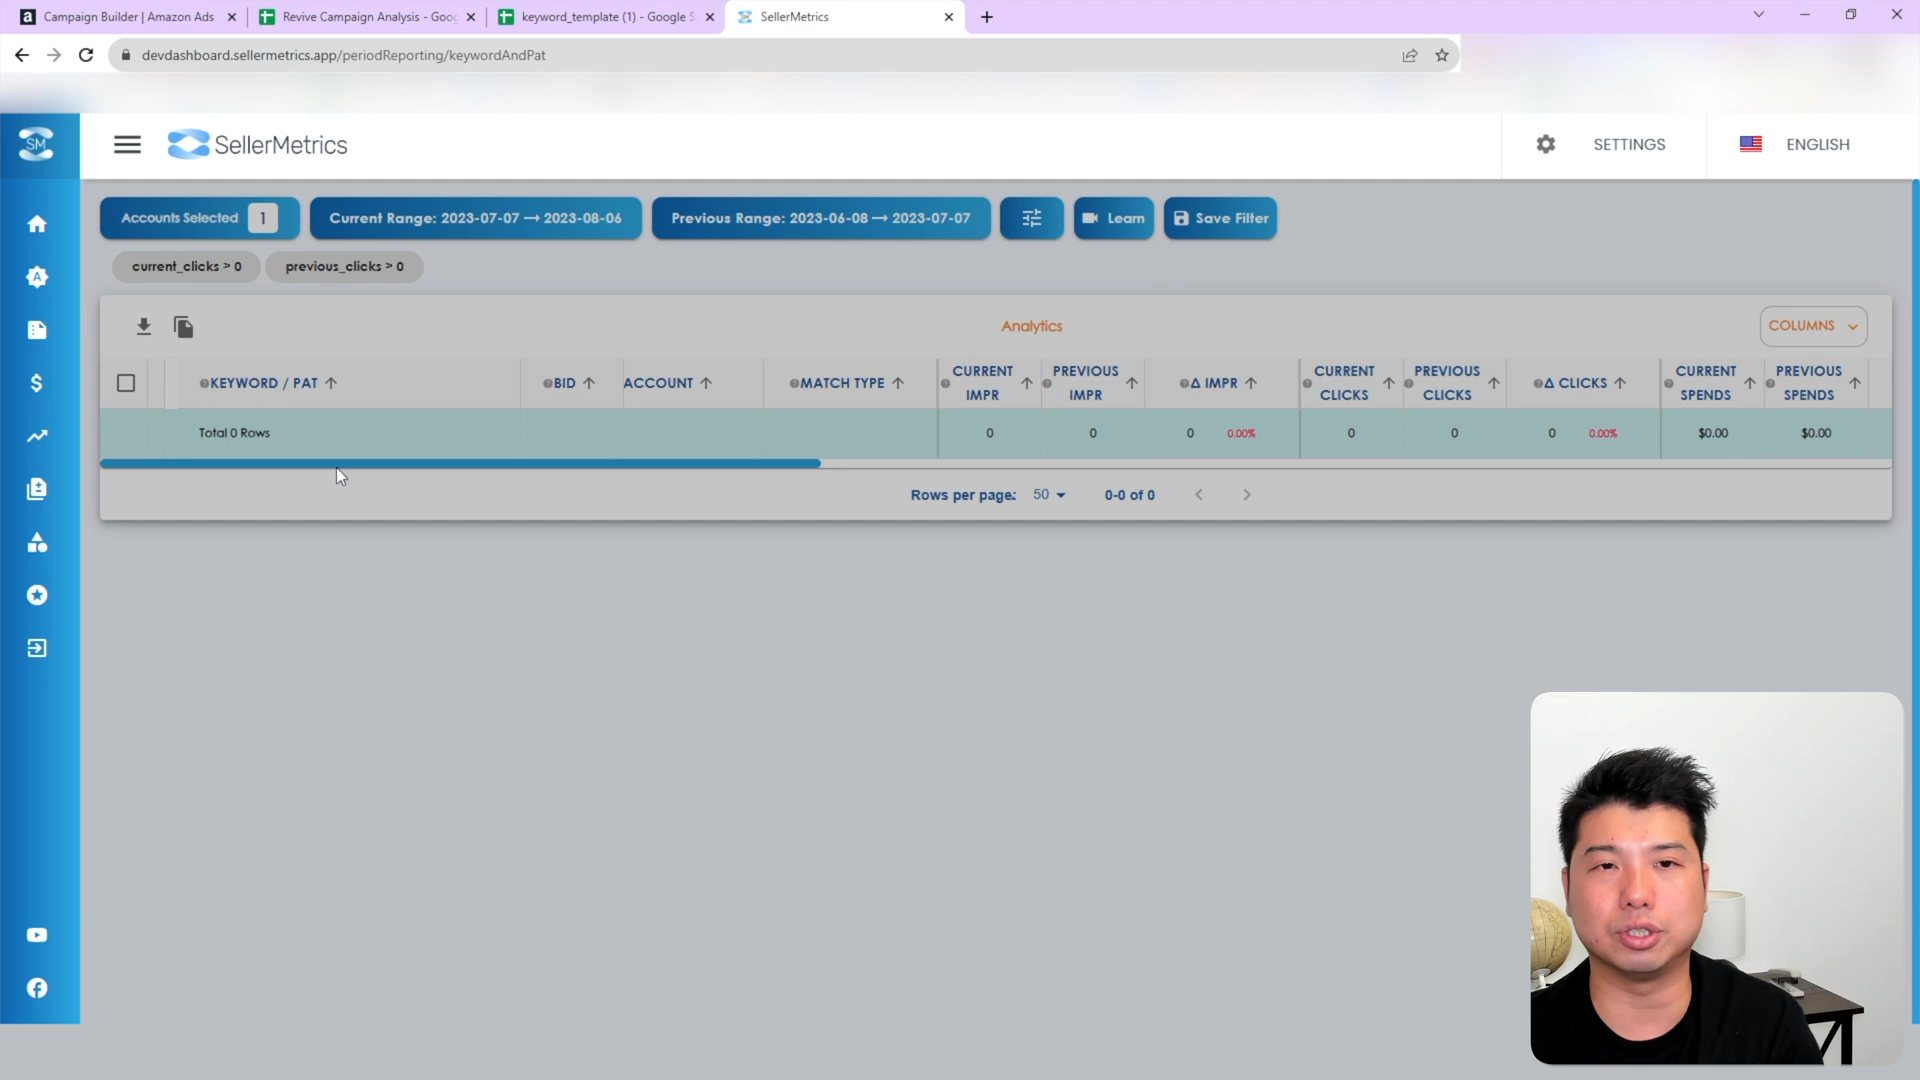 Campaign Builder | Amazon Ads
Revive Campaign Analysis - Goog
keyword_template (1) - Google S
SellerMetrics
devdashboard.sellermetrics.app/periodReporting/keywordAndPat
SM
SellerMetrics
SETTINGS
ENGLISH
Accounts Selected 1
Current Range: 2023-07-07 → 2023-08-06
Previous Range: 2023-06-08 → 2023-07-07
Learn
Save Filter
current_clicks > 0
previous_clicks > 0
Analytics
COLUMNS
KEYWORD / PAT
BID
ACCOUNT
MATCH TYPE
CURRENT IMPR
PREVIOUS IMPR
Δ IMPR
CURRENT CLICKS
PREVIOUS CLICKS
Δ CLICKS
CURRENT SPENDS
PREVIOUS SPENDS
Total 0 Rows
0
0
0 0.00%
0
0
0 0.00%
$0.00
$0.00
Rows per page: 50
0-0 of 0